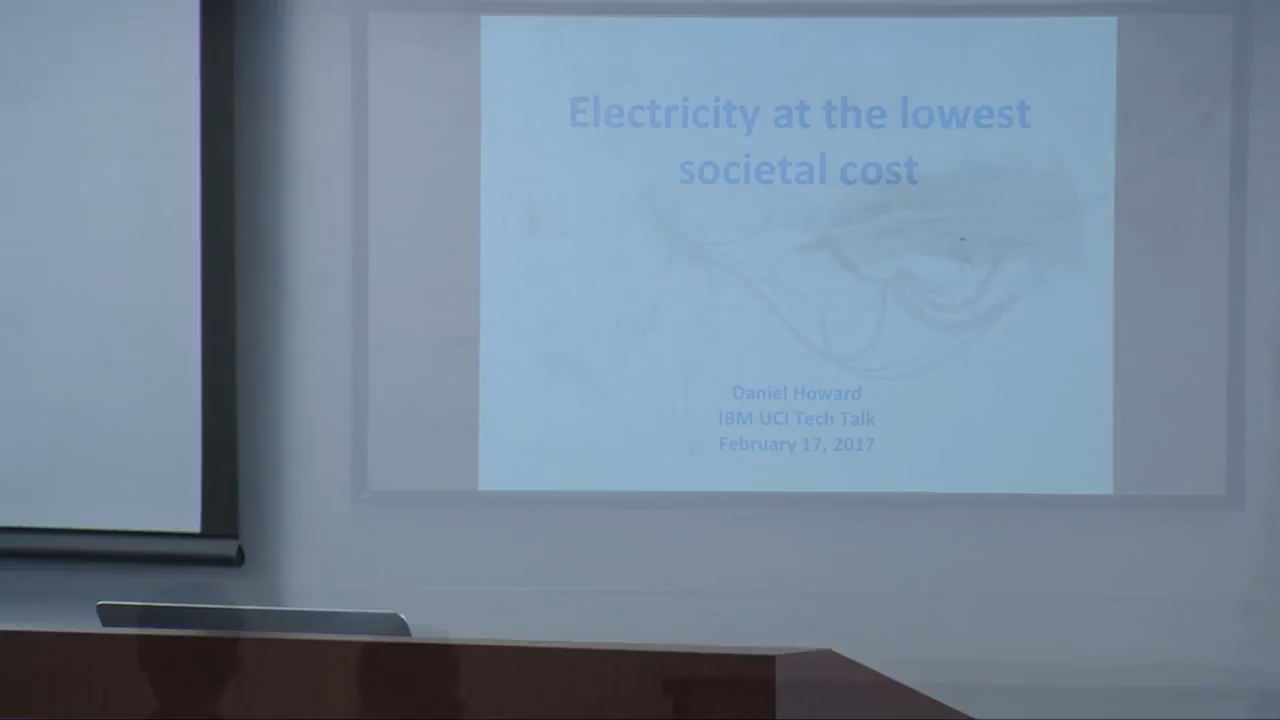 Electricity at the lowest
societal cost
Daniel Howard
IBM UCI Tech Talk
February 17, 2017